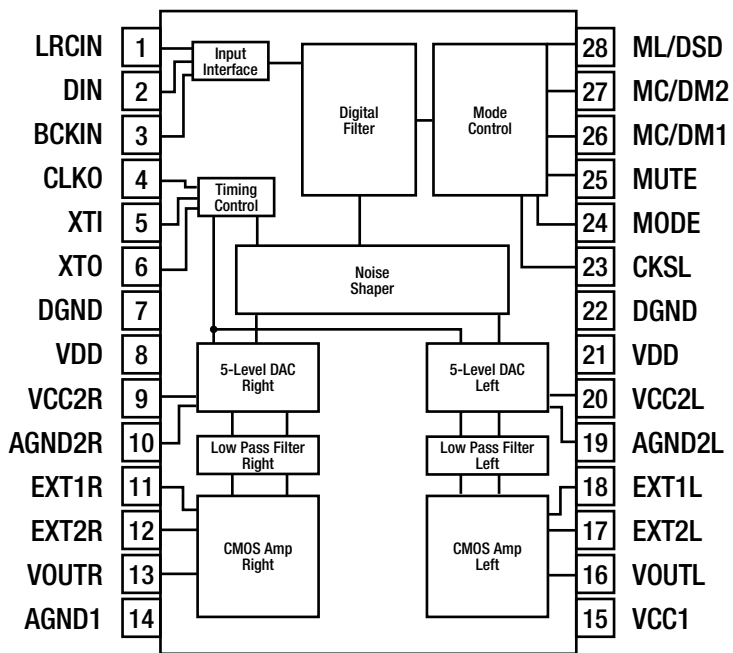 LRCIN 1
DIN 2
BCKIN 3
CLKO 4
XTI 5
XTO 6
DGND 7
VDD 8
VCC2R 9
AGND2R 10
EXT1R 11
EXT2R 12
VOUTR 13
AGND1 14
Input
Interface
Digital
Filter
Mode
Control
Timing
Control
Noise
Shaper
5-Level DAC
Right
5-Level DAC
Left
Low Pass Filter
Right
Low Pass Filter
Left
CMOS Amp
Right
CMOS Amp
Left
28 ML/DSD
27 MC/DM2
26 MC/DM1
25 MUTE
24 MODE
23 CKSL
22 DGND
21 VDD
20 VCC2L
19 AGND2L
18 EXT1L
17 EXT2L
16 VOUTL
15 VCC1